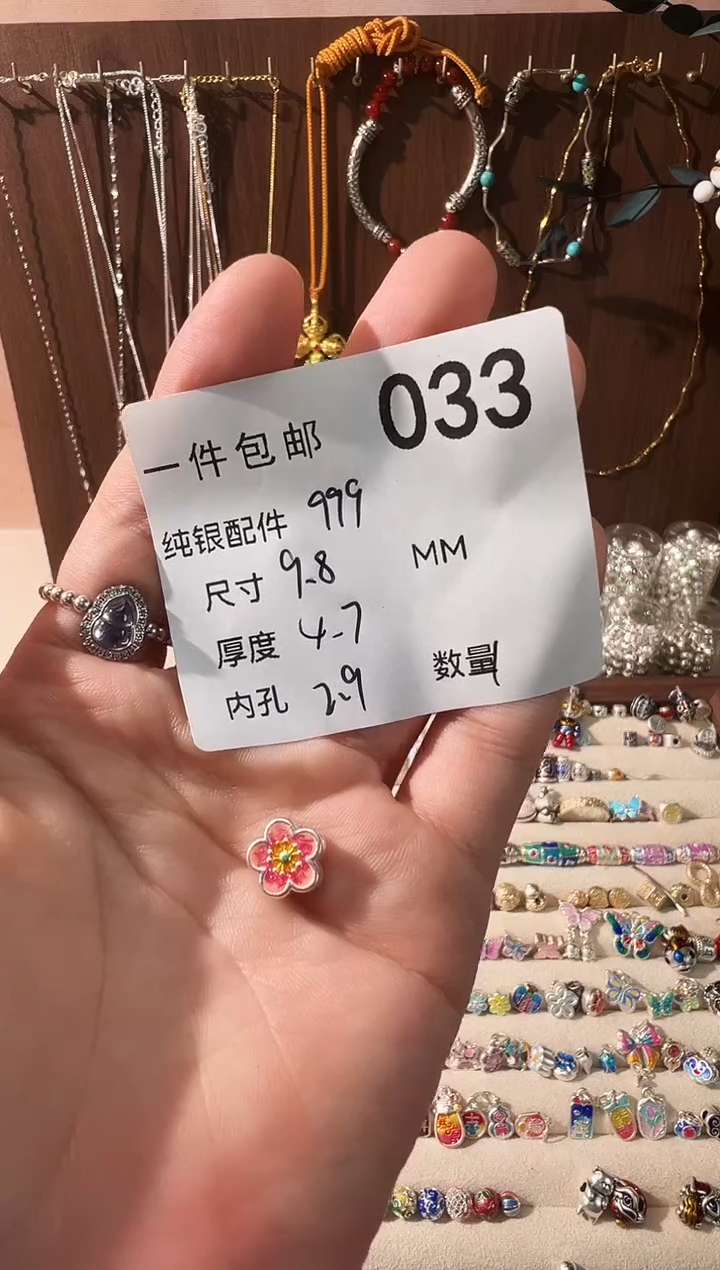 一件包邮 033
纯银配件 999
尺寸 9.8 MM
厚度 4.7
内孔 2.9 数量1